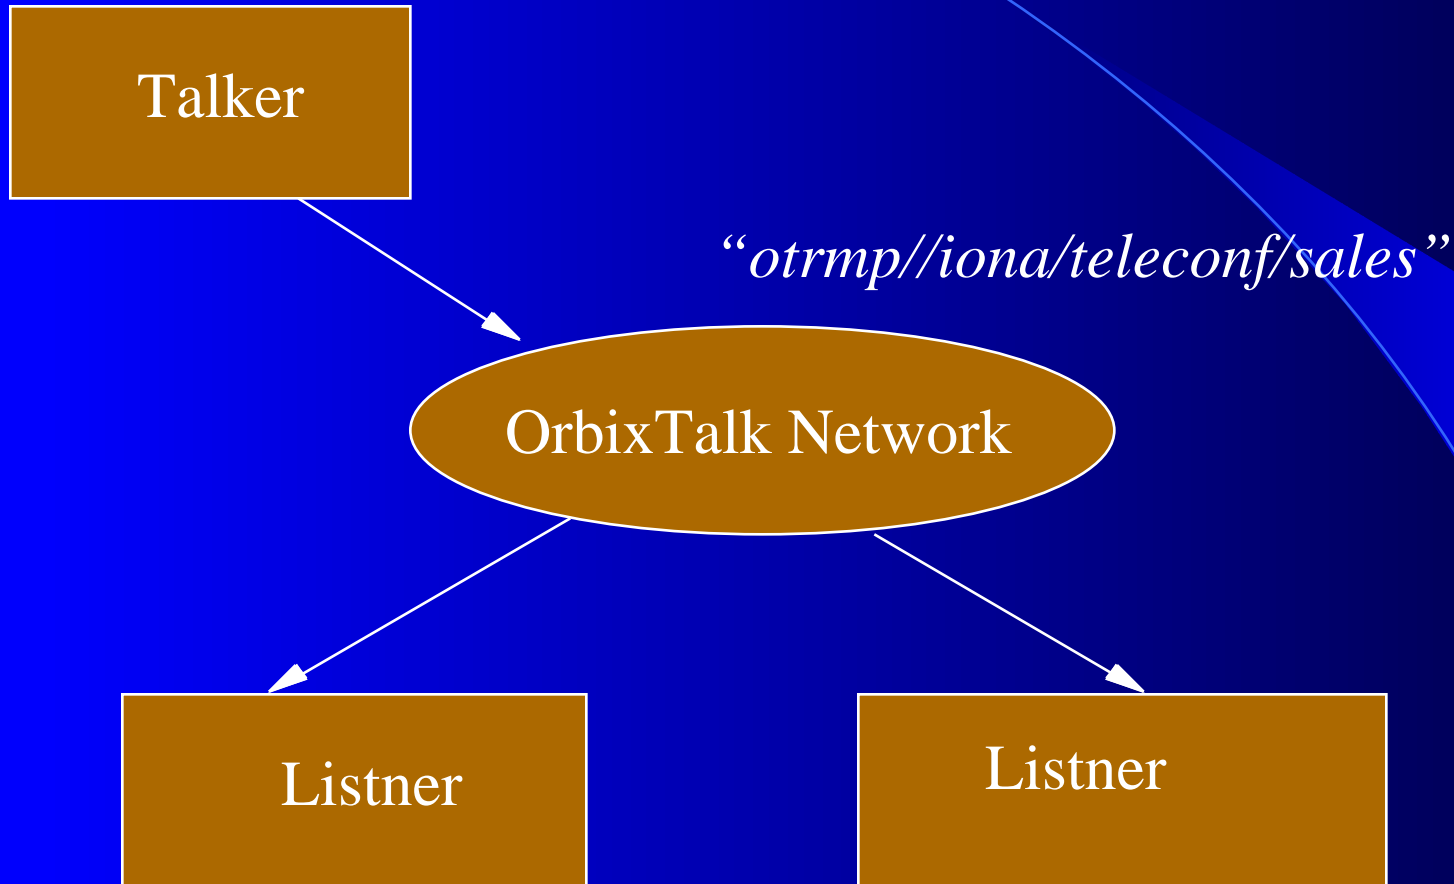 Talker
“otrmp//iona/teleconf/sales”
OrbixTalk Network
Listner
Listner